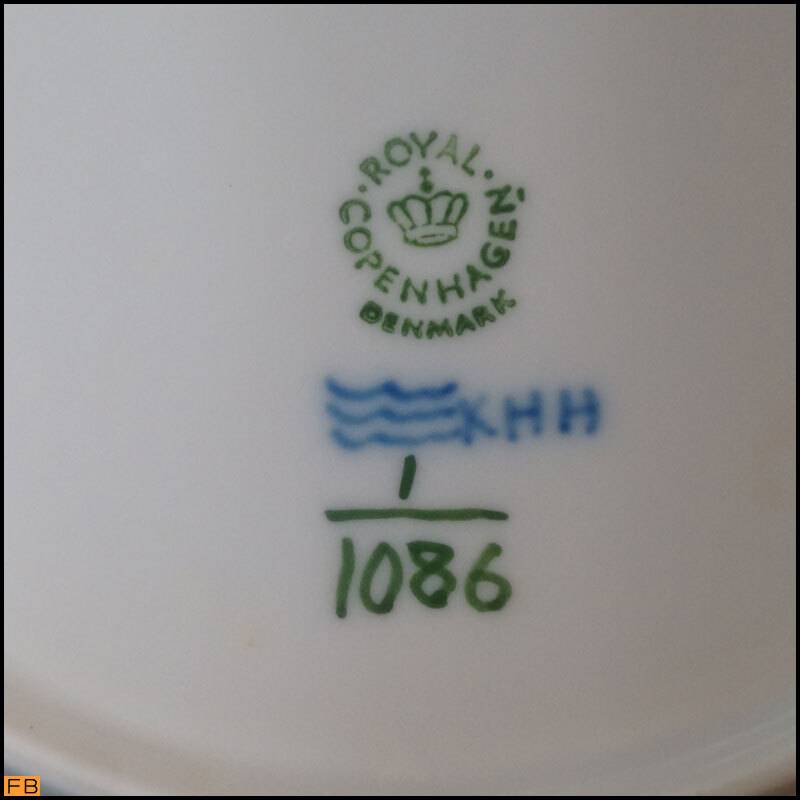 ROYAL
COPENHAGEN
DENMARK
KHH
1
1086
FB